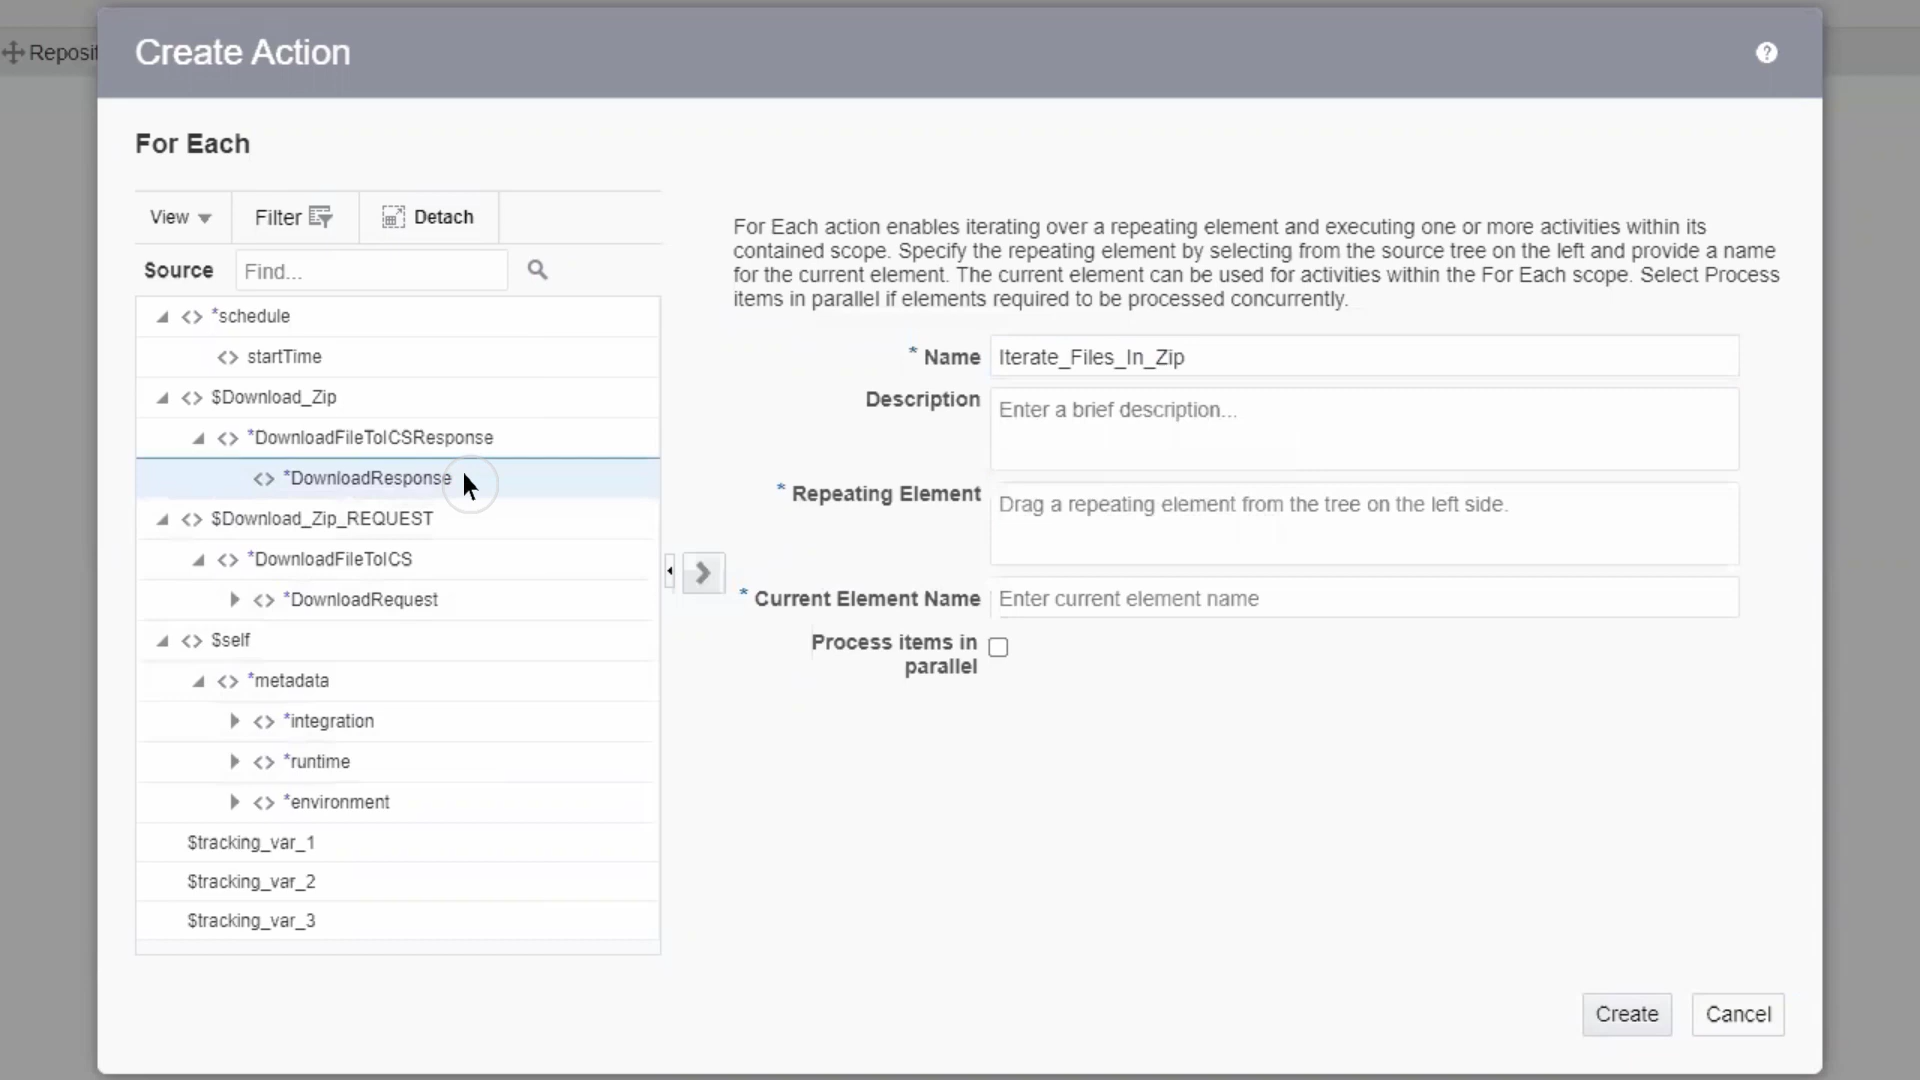 Reposit
Create Action
For Each
View
Filter
Detach
Source
Find...
*schedule
startTime
$Download_Zip
*DownloadFileToICSResponse
*DownloadResponse
$Download_Zip_REQUEST
*DownloadFileToICS
*DownloadRequest
$self
*metadata
*integration
*runtime
*environment
$tracking_var_1
$tracking_var_2
$tracking_var_3
For Each action enables iterating over a repeating element and executing one or more activities within its
contained scope. Specify the repeating element by selecting from the source tree on the left and provide a name
for the current element. The current element can be used for activities within the For Each scope. Select Process
items in parallel if elements required to be processed concurrently.
* Name
Iterate_Files_In_Zip
Description
Enter a brief description...
* Repeating Element
Drag a repeating element from the tree on the left side.
* Current Element Name
Enter current element name
Process items in
parallel
Create
Cancel